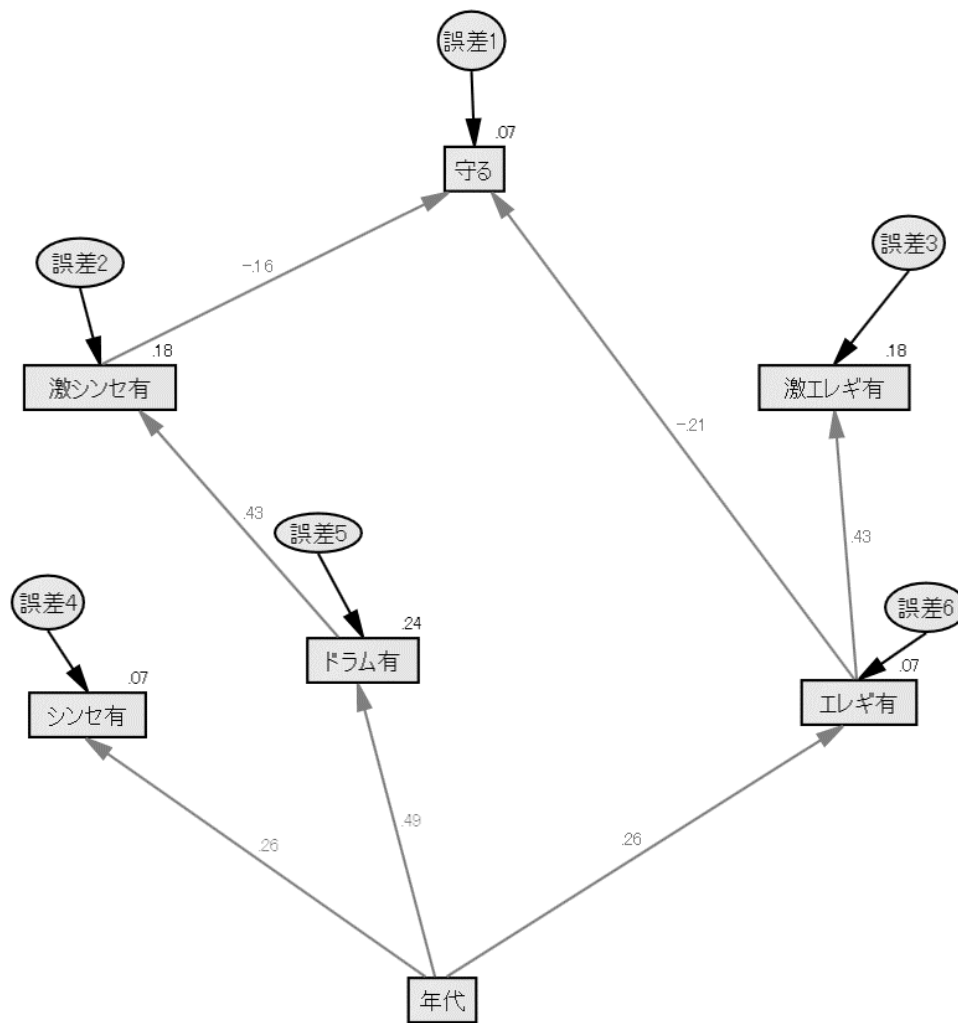 誤差1
.07
守る
誤差2
誤差3
-.16
.18
激シンセ有
.18
激エレギ有
-.21
.43
誤差5
.43
誤差4
誤差6
.24
ドラム有
.07
シンセ有
.07
エレギ有
.49
.26
.26
年代